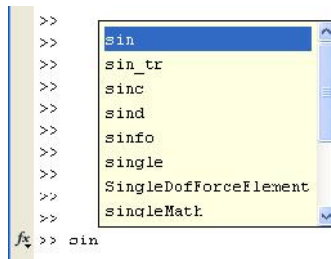 >>
>>
>> sin
>> sin_tr
>> sinc
>> sind
>> sinfo
>> single
>> SingleDofForceElement
>> singleMath
fx >> sin